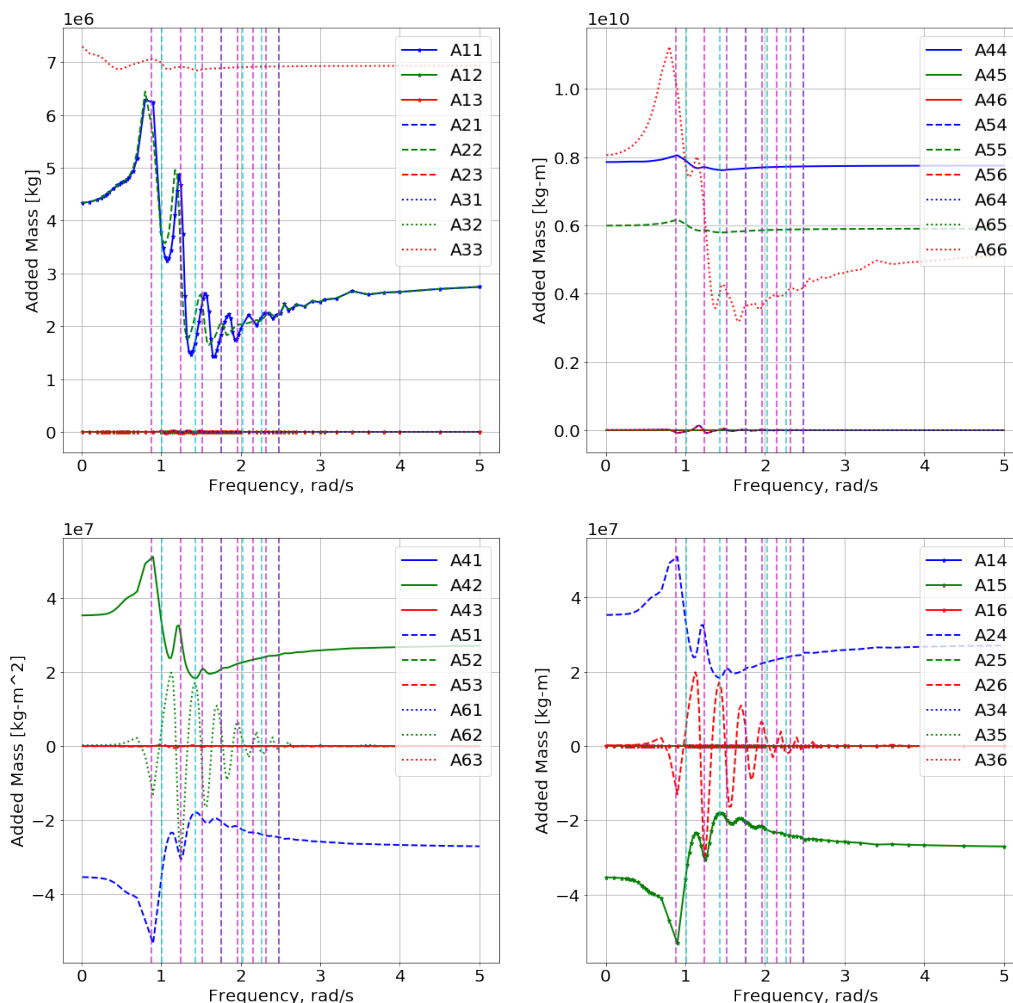 1e6
Added Mass [kg]
7
6
5
4
3
2
1
0
0 1 2 3 4 5
Frequency, rad/s
A11
A12
A13
A21
A22
A23
A31
A32
A33
1e10
Added Mass [kg-m]
1.0
0.8
0.6
0.4
0.2
0.0
0 1 2 3 4 5
Frequency, rad/s
A44
A45
A46
A54
A55
A56
A64
A65
A66
1e7
Added Mass [kg-m^2]
4
2
0
−2
−4
0 1 2 3 4 5
Frequency, rad/s
A41
A42
A43
A51
A52
A53
A61
A62
A63
1e7
Added Mass [kg-m]
4
2
0
−2
−4
0 1 2 3 4 5
Frequency, rad/s
A14
A15
A16
A24
A25
A26
A34
A35
A36